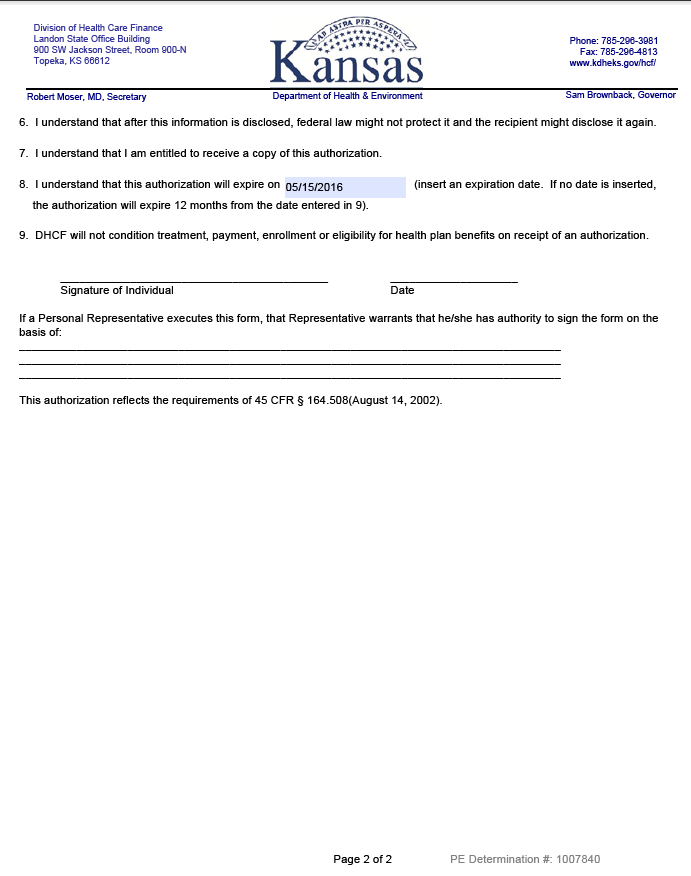 Division of Health Care Finance
Landon State Office Building
900 SW Jackson Street, Room 900-N
Topeka, KS 66612
AD ASTRA PER ASPERA
Kansas
Department of Health & Environment
Phone: 785-296-3981
Fax: 785-296-4813
www.kdheks.gov/hcf/
Robert Moser, MD, Secretary
Sam Brownback, Governor
6. I understand that after this information is disclosed, federal law might not protect it and the recipient might disclose it again.
7. I understand that I am entitled to receive a copy of this authorization.
8. I understand that this authorization will expire on 05/15/2016 (insert an expiration date. If no date is inserted,
the authorization will expire 12 months from the date entered in 9).
9. DHCF will not condition treatment, payment, enrollment or eligibility for health plan benefits on receipt of an authorization.
Signature of Individual
Date
If a Personal Representative executes this form, that Representative warrants that he/she has authority to sign the form on the
basis of:
This authorization reflects the requirements of 45 CFR § 164.508(August 14, 2002).
Page 2 of 2
PE Determination #: 1007840